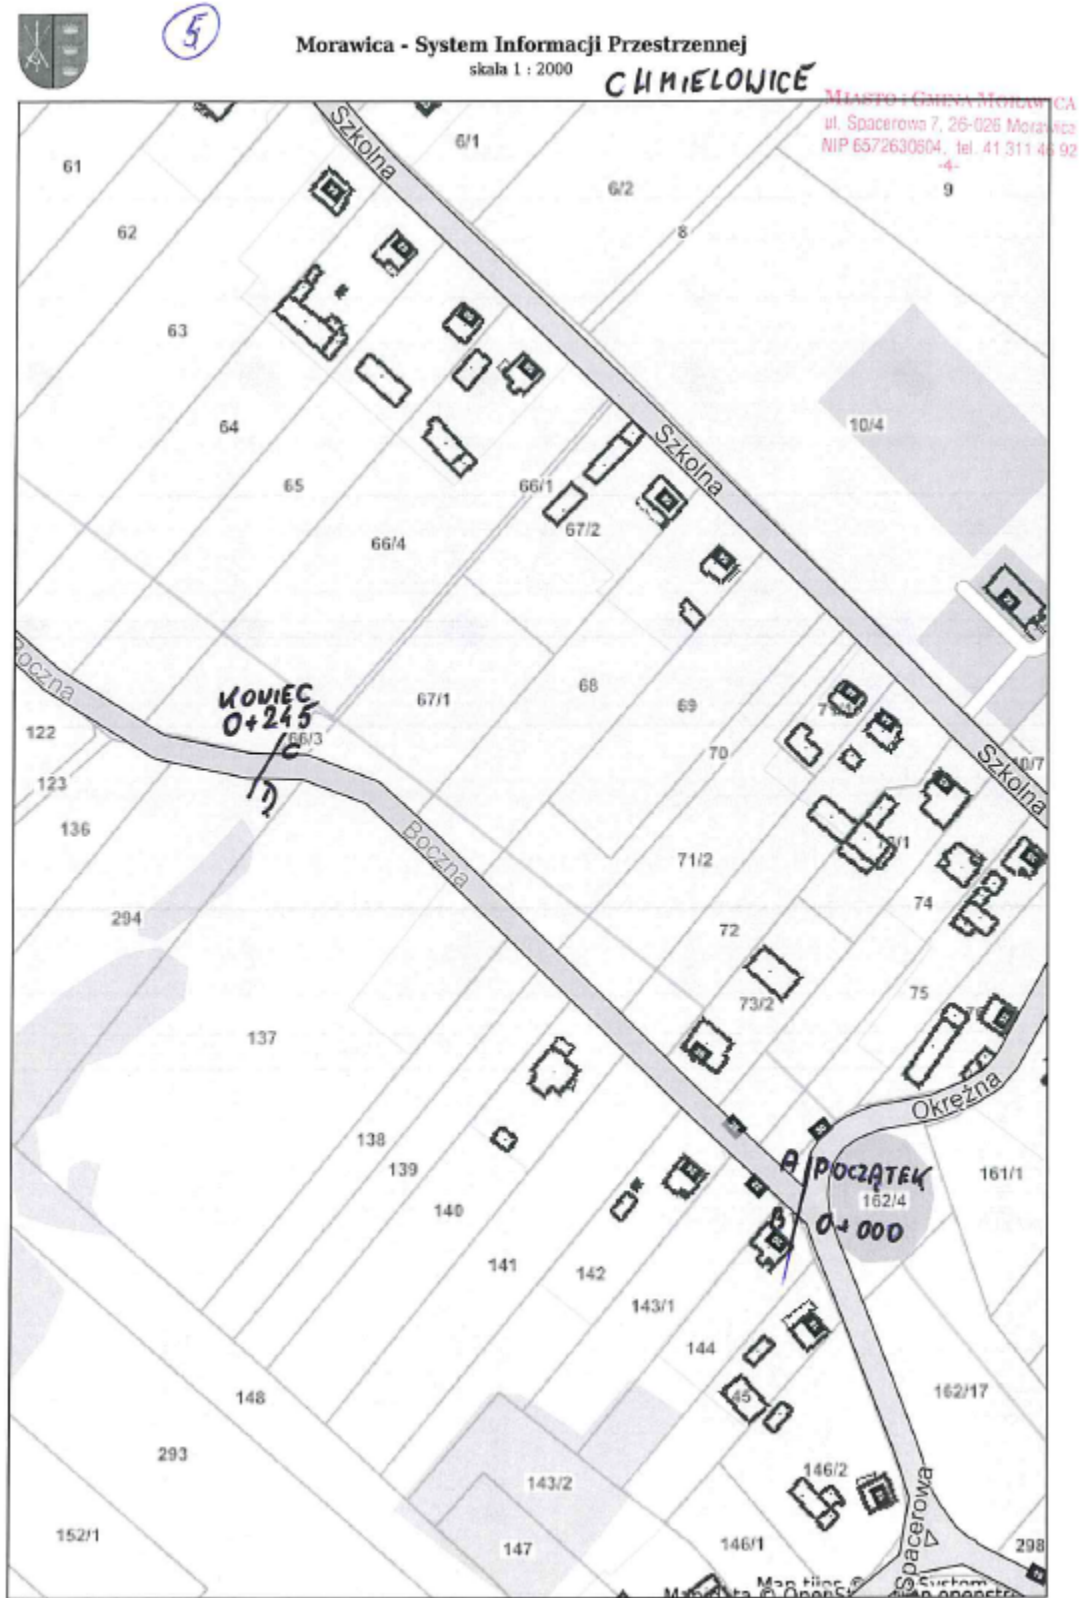 5
Morawica - System Informacji Przestrzennej
skala 1 : 2000
CHMIELOWICE
MIASTO i GMINA MORAWICA
ul. Spacerowa 7, 26-026 Morawica
NIP 6572630604, tel. 41 311 46 92
-4-
Szkolna
6/1
61
6/2
9
62
8
63
10/4
64
Szkolna
65
66/1
67/2
66/4
Boczna
KONIEC
0+245
67/1
68
69
66/3
C
122
70
10/7
Szkolna
123
D
136
Boczna
71/2
74
294
72
75
73/2
137
Okrężna
138
139
A POCZĄTEK
161/1
162/4
140
B
0+000
141
142
143/1
144
148
45
162/17
293
146/2
143/2
152/1
147
146/1
Spacerowa
298